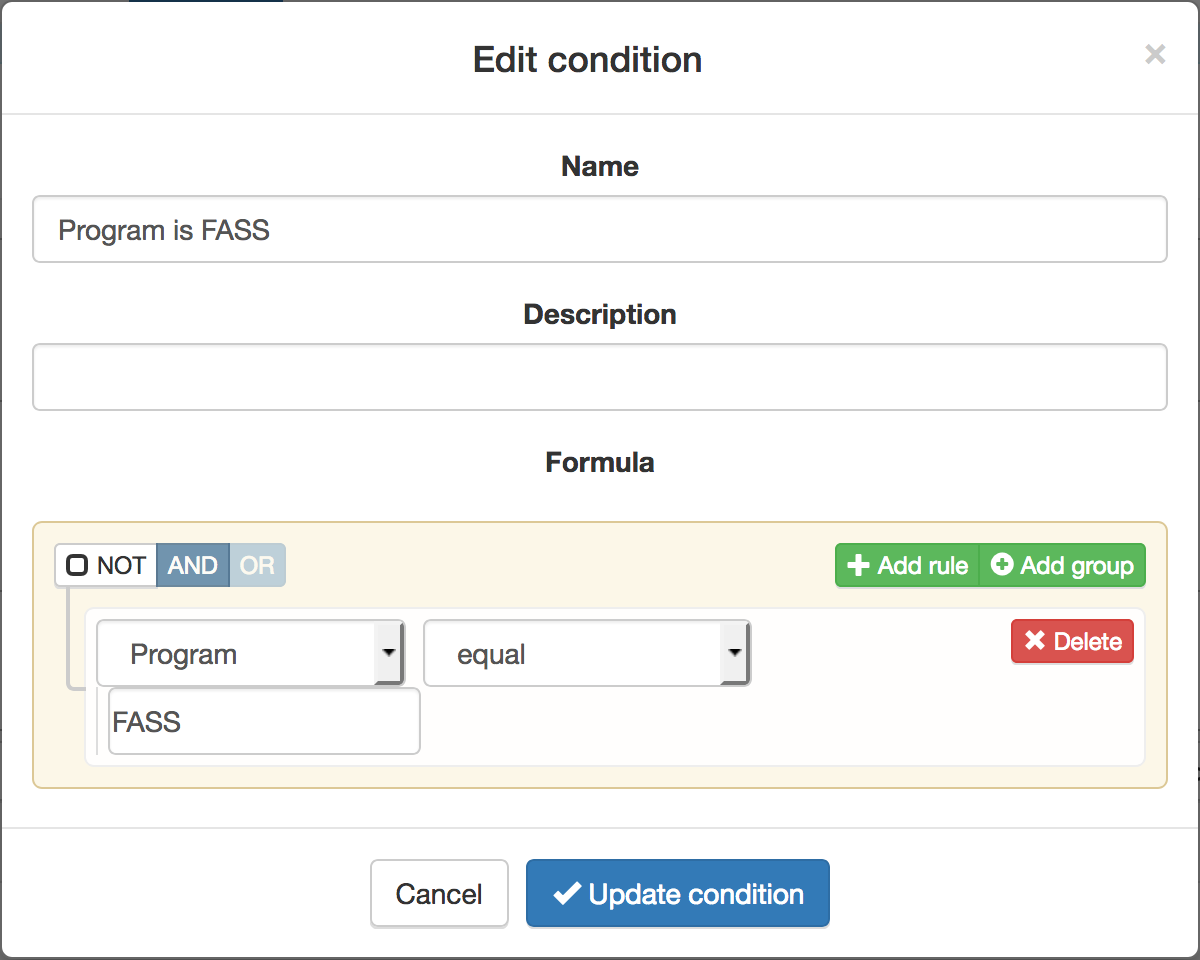 Edit condition ×
Name
Program is FASS
Description
Formula
NOT AND OR Add rule Add group
Program equal Delete
FASS
Cancel Update condition